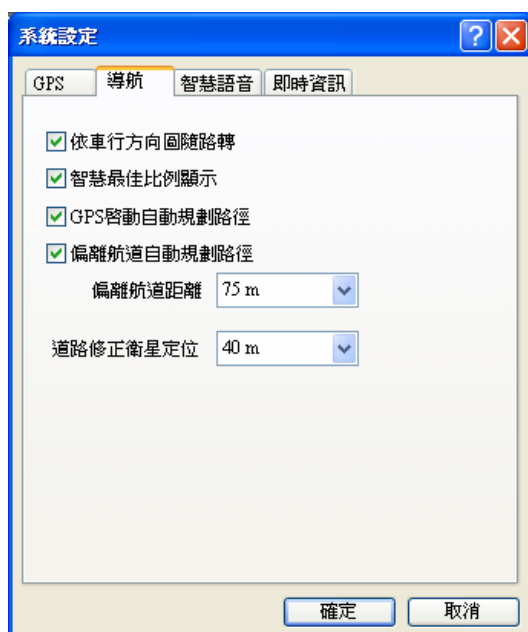 系統設定
GPS 導航 智慧語音 即時資訊
依車行方向圖隨路轉
智慧最佳比例顯示
GPS啓動自動規劃路徑
偏離航道自動規劃路徑
偏離航道距離 75 m
道路修正衛星定位 40 m
確定 取消